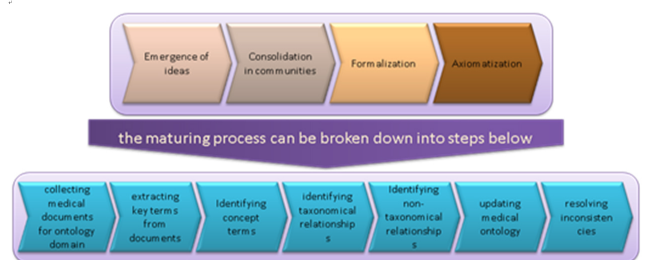 Emergence of
ideas
Consolidation
in communities
Formalization
Axiomatization
the maturing process can be broken down into steps below
collecting
medical
documents
for ontology
domain
extracting
key terms
from
documents
Identifying
concept
terms
identifying
taxonomical
relationship
s
Identifying
non-
taxonomical
relationship
s
updating
medical
ontology
resolving
inconsisten
cies